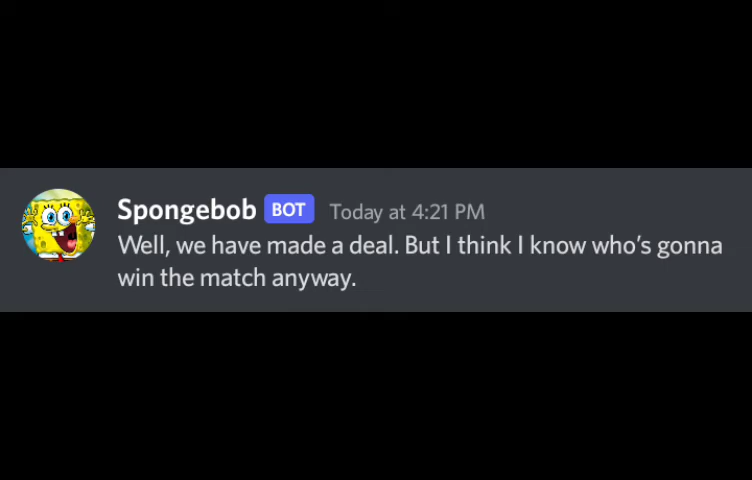 Spongebob BOT Today at 4:21 PM
Well, we have made a deal. But I think I know who’s gonna
win the match anyway.